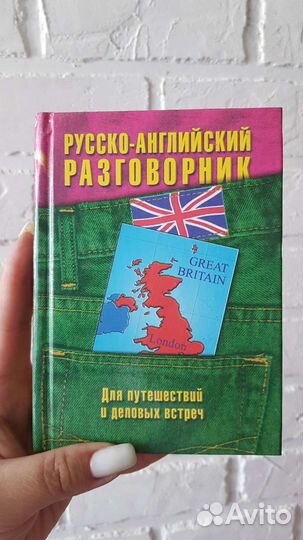 РУССКО-АНГЛИЙСКИЙ
РАЗГОВОРНИК
GREAT
BRITAIN
London
Для путешествий
и деловых встреч
Avito